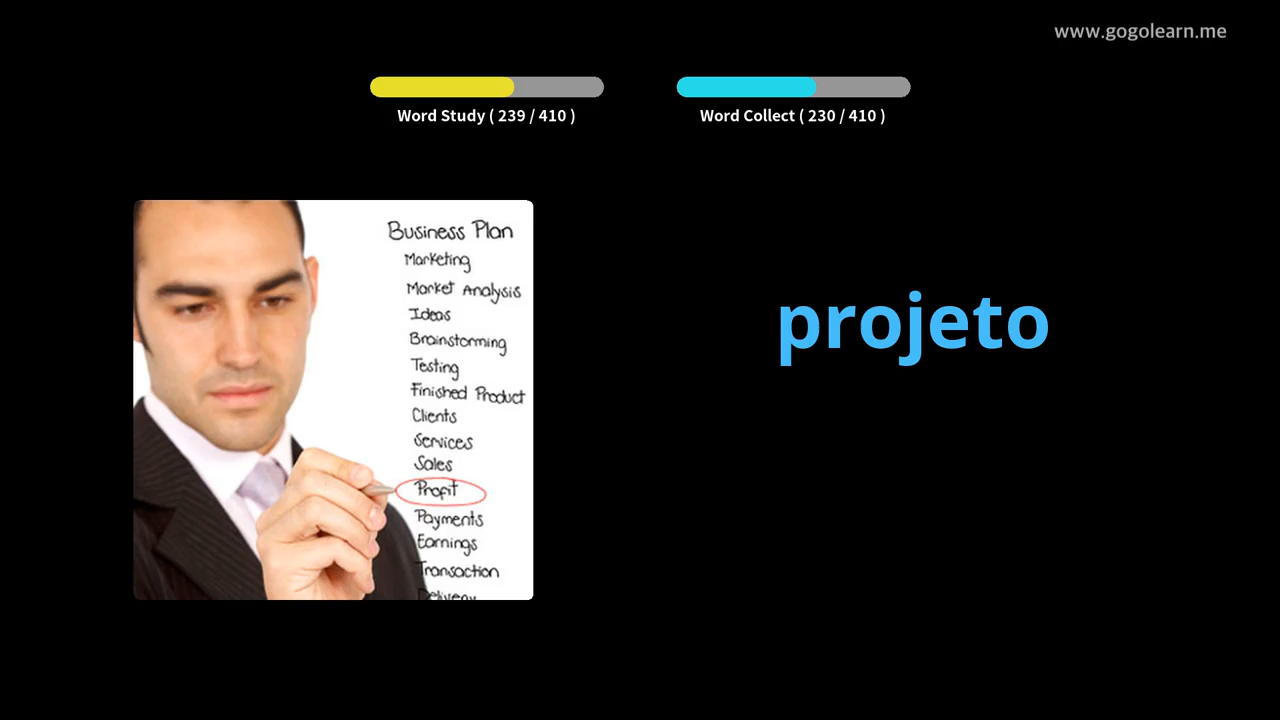 www.gogolearn.me
Word Study ( 239 / 410 )
Word Collect ( 230 / 410 )
Business Plan
Marketing
Market Analysis
Ideas
Brainstorming
Testing
Finished Product
Clients
Services
Sales
Profit
Payments
Earnings
Transaction
Delivery
projeto